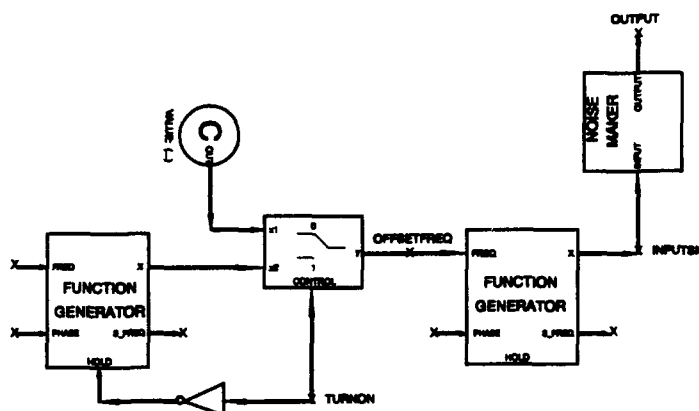 OUTPUT
OUTPUT
NOISE
MAKER
INPUT
VALUE (...)
C
OUT
x1
0
x2
1
Y
CONTROL
OFFSETFREQ
FREQ
X
FUNCTION
GENERATOR
PHASE
S_FREQ
HOLD
FREQ
X
INPUTSI
FUNCTION
GENERATOR
PHASE
S_FREQ
HOLD
TURNON